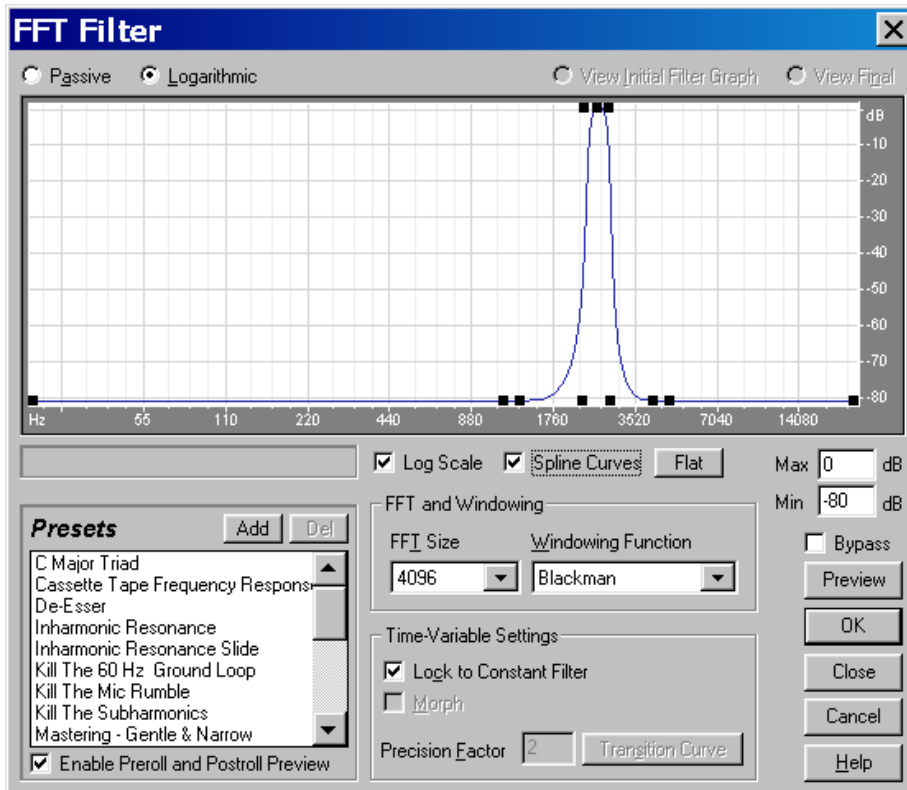 FFT Filter
Passive Logarithmic View Initial Filter Graph View Final
dB
-10
-20
-30
-40
-50
-60
-70
-80
Hz 55 110 220 440 880 1760 3520 7040 14080
Log Scale Spline Curves Flat
Max 0 dB
Min -80 dB
Presets Add Del
C Major Triad
Cassette Tape Frequency Respons
De-Esser
Inharmonic Resonance
Inharmonic Resonance Slide
Kill The 60 Hz Ground Loop
Kill The Mic Rumble
Kill The Subharmonics
Mastering - Gentle & Narrow
Enable Preroll and Postroll Preview
FFT and Windowing
FFT Size Windowing Function
4096 Blackman
Time-Variable Settings
Lock to Constant Filter
Morph
Precision Factor 2 Transition Curve
Bypass
Preview
OK
Close
Cancel
Help